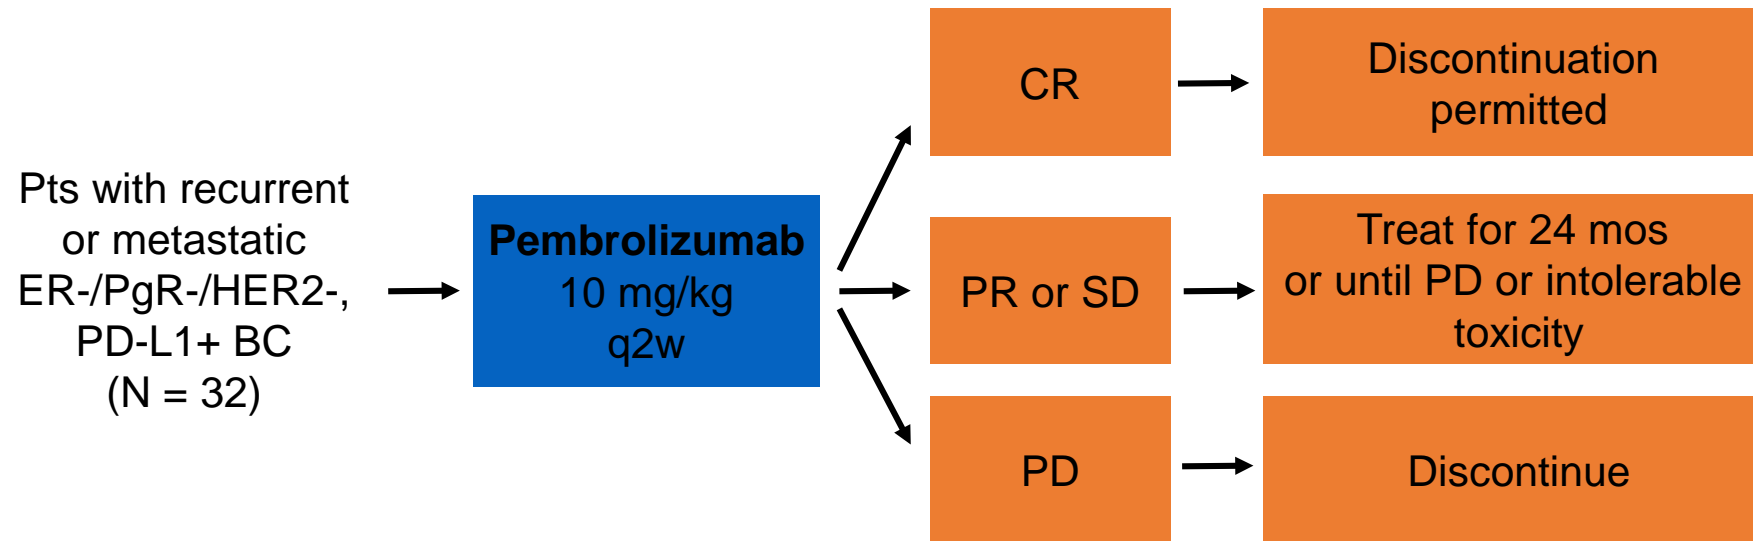 Pts with recurrent
or metastatic
ER-/PgR-/HER2-,
PD-L1+ BC
(N = 32)
Pembrolizumab
10 mg/kg
q2w
CR
Discontinuation
permitted
PR or SD
Treat for 24 mos
or until PD or intolerable
toxicity
PD
Discontinue